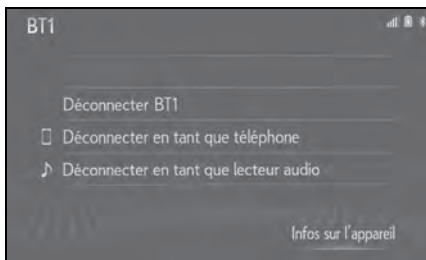 BT1
Déconnecter BT1
Déconnecter en tant que téléphone
Déconnecter en tant que lecteur audio
Infos sur l'appareil